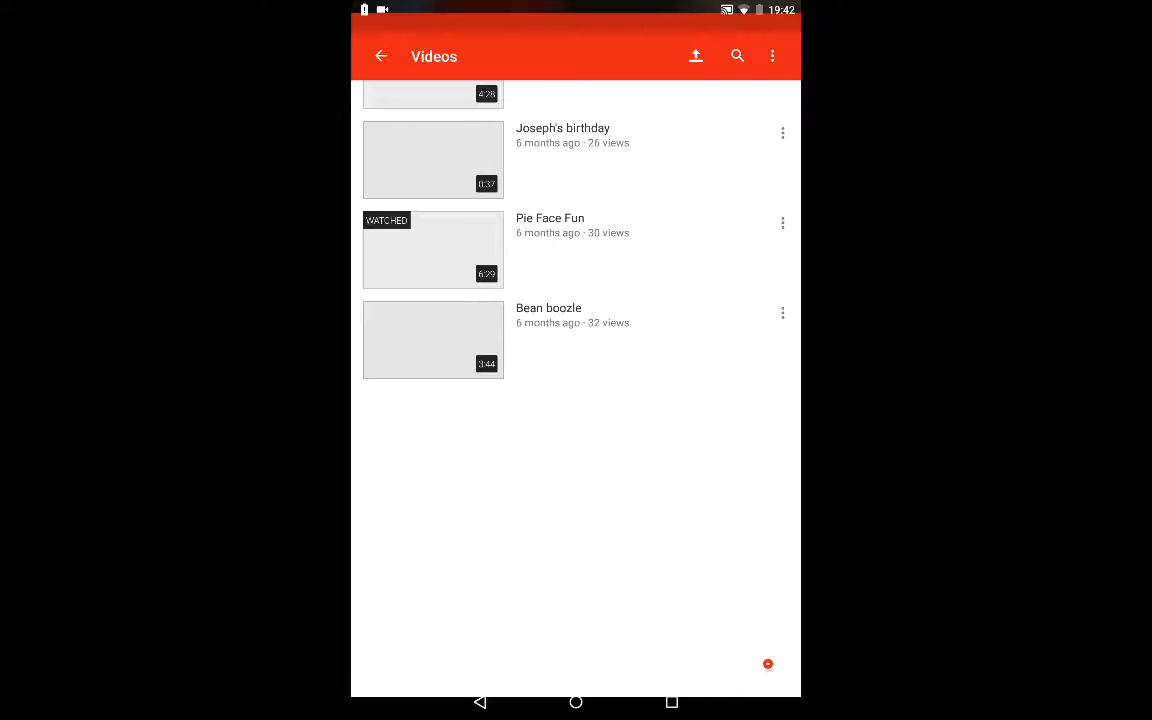 19:42
Videos
4:28
Joseph's birthday
6 months ago · 26 views
0:37
WATCHED
Pie Face Fun
6 months ago · 30 views
6:29
Bean boozle
6 months ago · 32 views
3:44